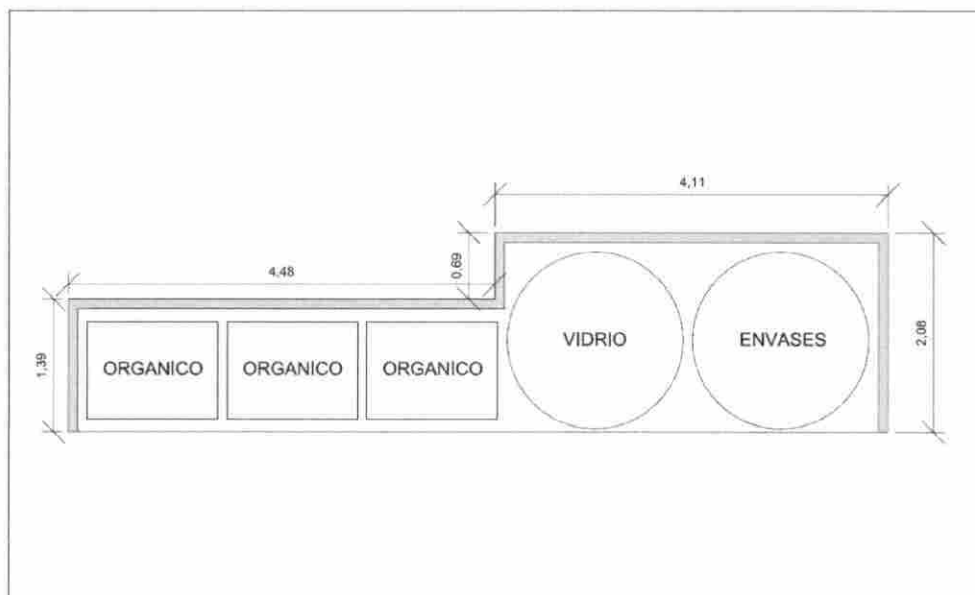 4,11
4,48
0,69
1,39
ORGANICO
ORGANICO
ORGANICO
VIDRIO
ENVASES
2,08